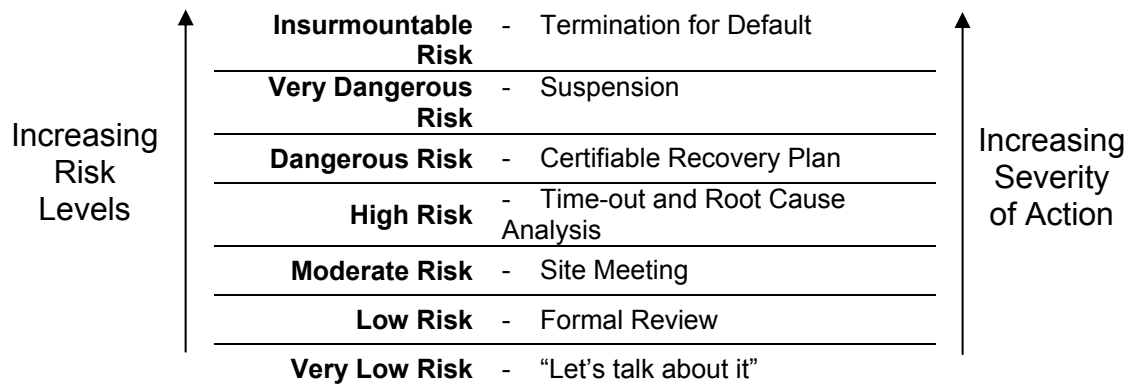 Insurmountable Risk - Termination for Default
Very Dangerous Risk - Suspension
Increasing Risk Levels
Dangerous Risk - Certifiable Recovery Plan
High Risk - Time-out and Root Cause Analysis
Increasing Severity of Action
Moderate Risk - Site Meeting
Low Risk - Formal Review
Very Low Risk - “Let’s talk about it”